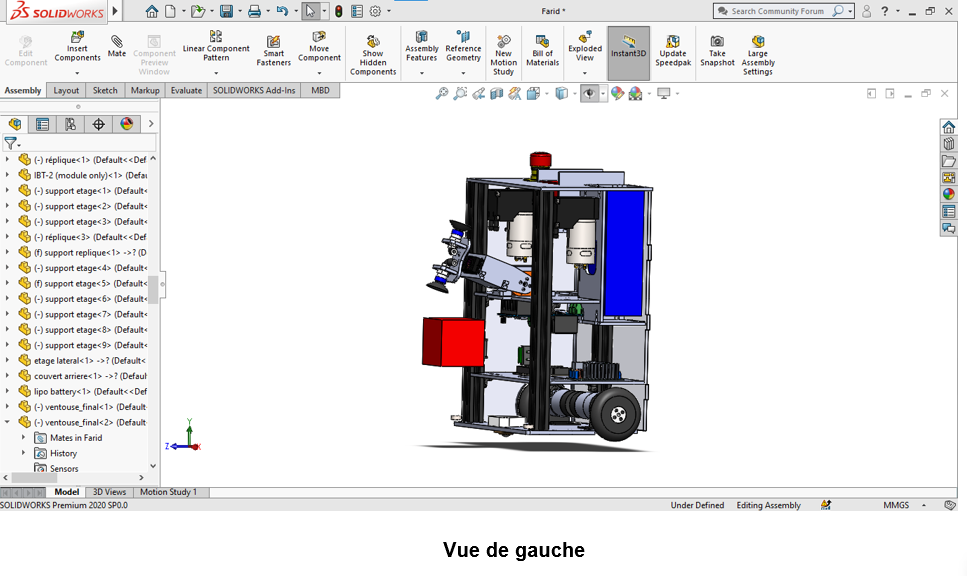 SOLIDWORKS
Farid *
Search Community Forum
?
Edit Component
Insert Components
Mate
Component Preview Window
Linear Component Pattern
Smart Fasteners
Move Component
Show Hidden Components
Assembly Features
Reference Geometry
New Motion Study
Bill of Materials
Exploded View
Instant3D
Update Speedpak
Take Snapshot
Large Assembly Settings
Assembly Layout Sketch Markup Evaluate SOLIDWORKS Add-Ins MBD
(-) réplique<1> (Default<<Def
IBT-2 (module only)<1> (Defau
(-) support etage<1> (Default<
(-) support etage<2> (Default<
(-) support etage<3> (Default<
(-) réplique<3> (Default<<Def
(f) support replique<1> ->? (D
(-) support etage<4> (Default<
(f) support etage<5> (Default<
(-) support etage<6> (Default<
(-) support etage<7> (Default<
(-) support etage<8> (Default<
(-) support etage<9> (Default<
etage lateral<1> ->? (Default<
couvert arriere<1> ->? (Default
lipo battery<1> (Default<<Def
(-) ventouse_final<1> (Default
(-) ventouse_final<2> (Default
Mates in Farid
History
Sensors
Y
Z X
Model 3D Views Motion Study 1
SOLIDWORKS Premium 2020 SP0.0
Under Defined Editing Assembly MMGS
Vue de gauche